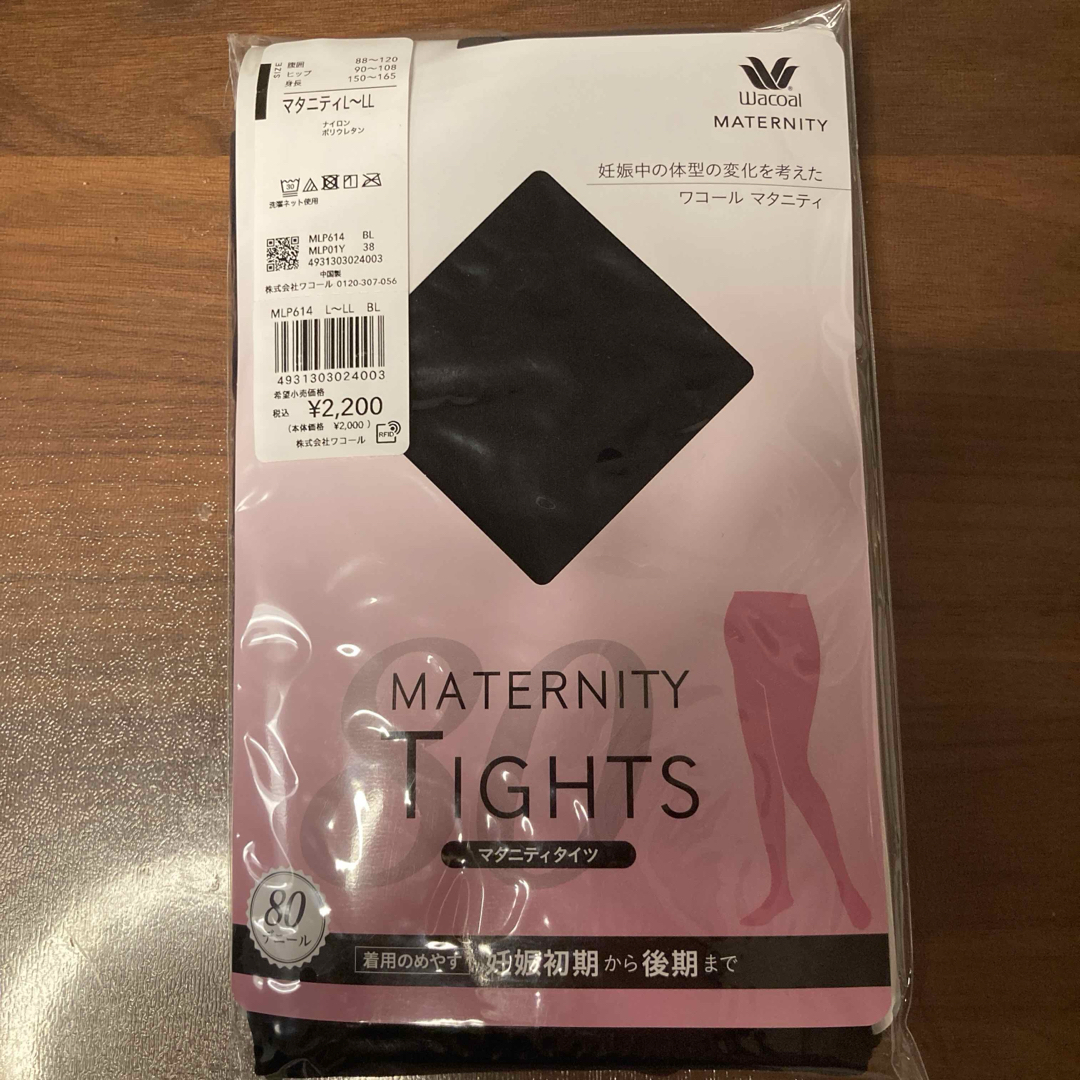 SIZE
腹囲 88〜120
ヒップ 90〜108
身長 150〜165
マタニティL〜LL
ナイロン
ポリウレタン
30
洗濯ネット使用
MLP614 BL
MLP01Y 38
4931303024003
中国製
株式会社ワコール 0120-307-056
MLP614 L〜LL BL
4931303024003
希望小売価格
税込 ¥2,200
(本体価格 ¥2,000)
株式会社ワコール
RFID
Wacoal
MATERNITY
妊娠中の体型の変化を考えた
ワコール マタニティ
80
MATERNITY
TIGHTS
マタニティタイツ
80
デニール
着用のめやす 妊娠初期から後期まで